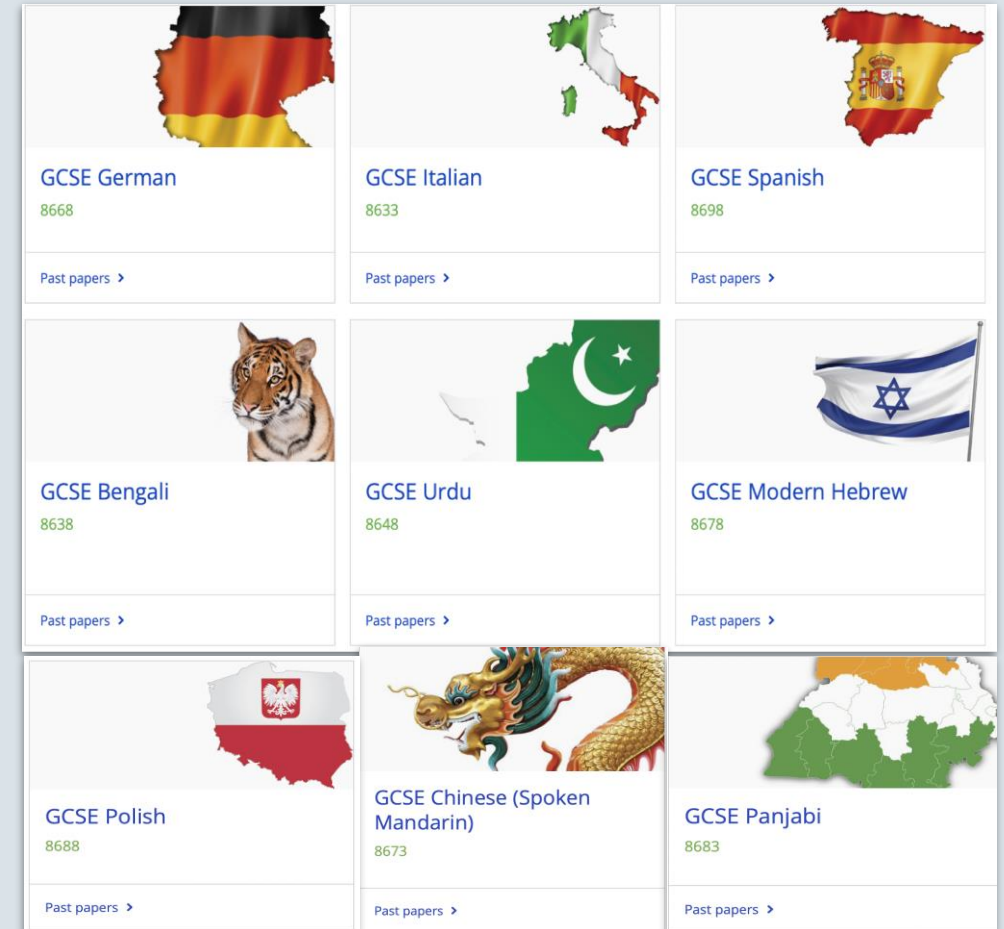 GCSE German
8668
Past papers >
GCSE Italian
8633
Past papers >
GCSE Spanish
8698
Past papers >
GCSE Bengali
8638
Past papers >
GCSE Urdu
8648
Past papers >
GCSE Modern Hebrew
8678
Past papers >
GCSE Polish
8688
Past papers >
GCSE Chinese (Spoken
Mandarin)
8673
Past papers >
GCSE Panjabi
8683
Past papers >